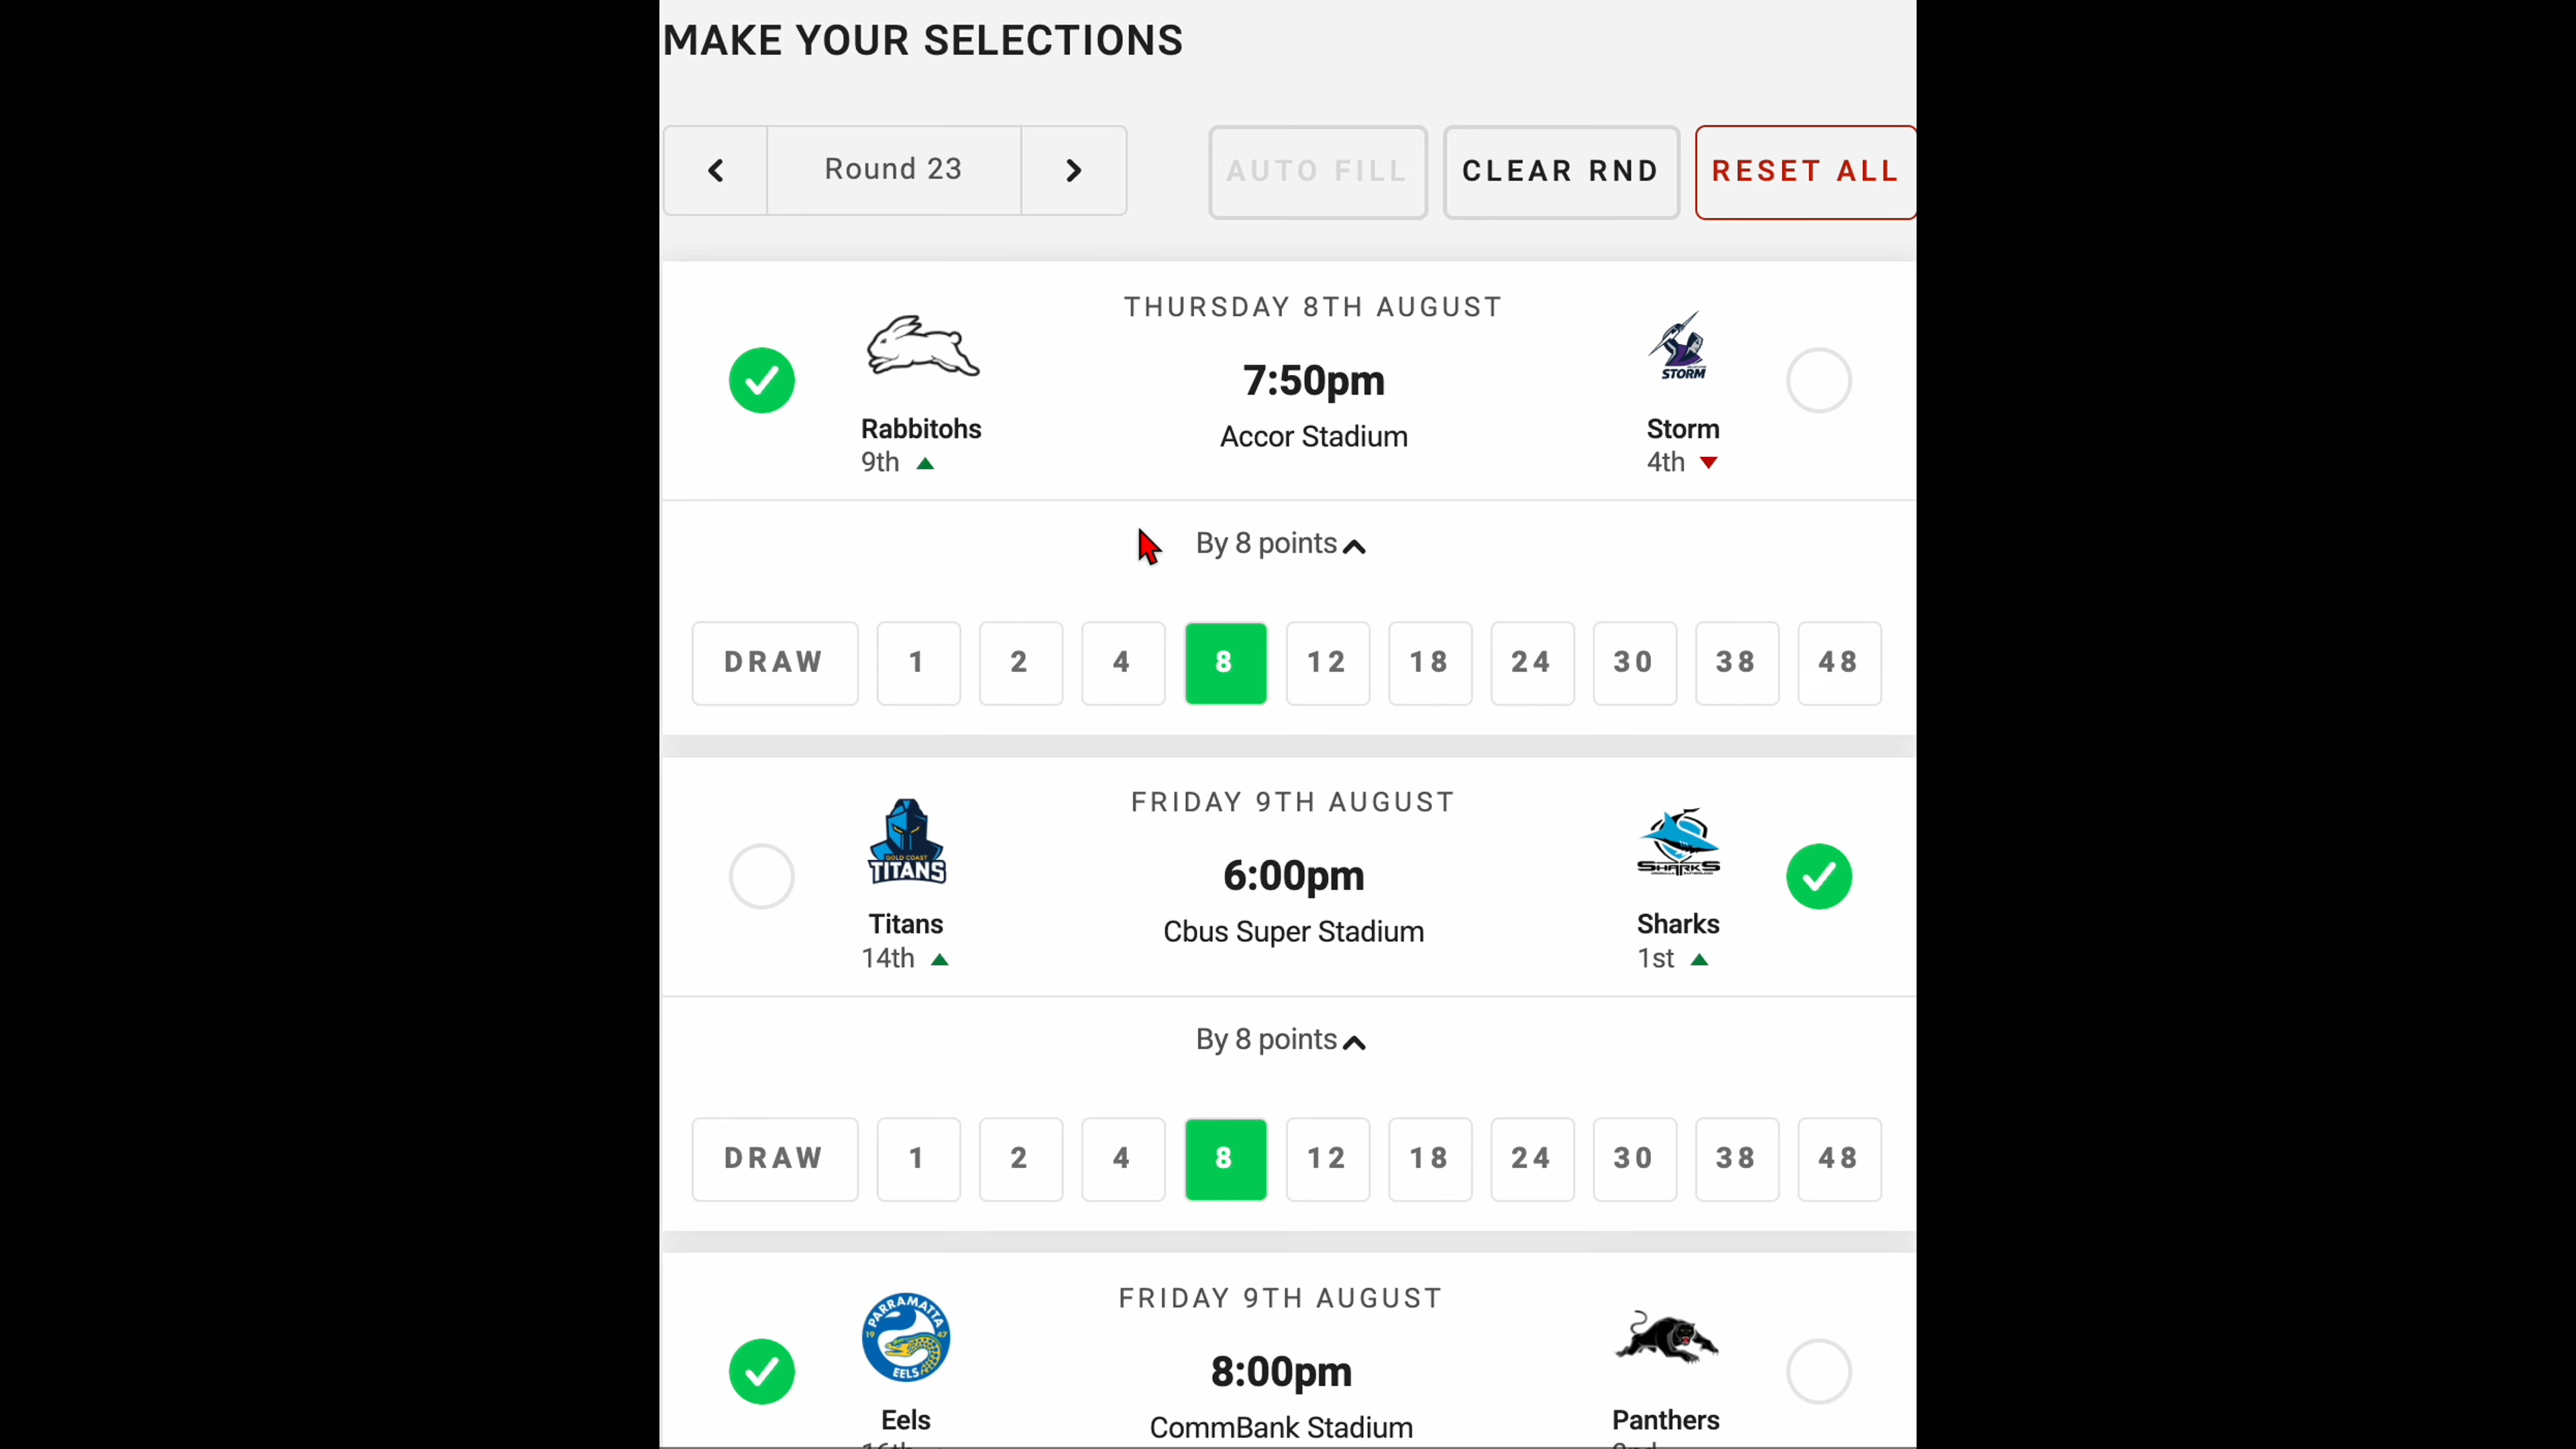 MAKE YOUR SELECTIONS
Round 23
AUTO FILL
CLEAR RND
RESET ALL
THURSDAY 8TH AUGUST
STORM
7:50pm
Rabbitohs
Accor Stadium
Storm
9th
4th
By 8 points
DRAW 1 2 4 8 12 18 24 30 38 48
FRIDAY 9TH AUGUST
GOLD COAST
TITANS
SHARKS
6:00pm
Titans
Cbus Super Stadium
Sharks
14th
1st
By 8 points
DRAW 1 2 4 8 12 18 24 30 38 48
FRIDAY 9TH AUGUST
PARRAMATTA
19 47
EELS
8:00pm
Eels
CommBank Stadium
Panthers